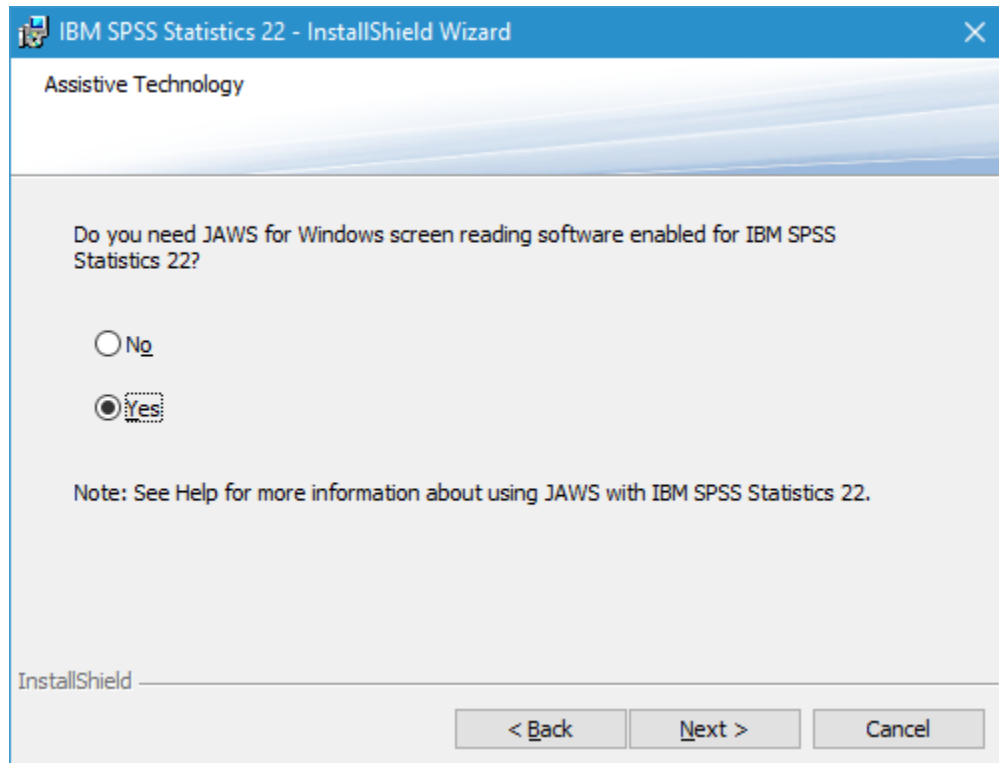 IBM SPSS Statistics 22 - InstallShield Wizard
Assistive Technology
Do you need JAWS for Windows screen reading software enabled for IBM SPSS
Statistics 22?
No
Yes
Note: See Help for more information about using JAWS with IBM SPSS Statistics 22.
InstallShield
< Back Next > Cancel